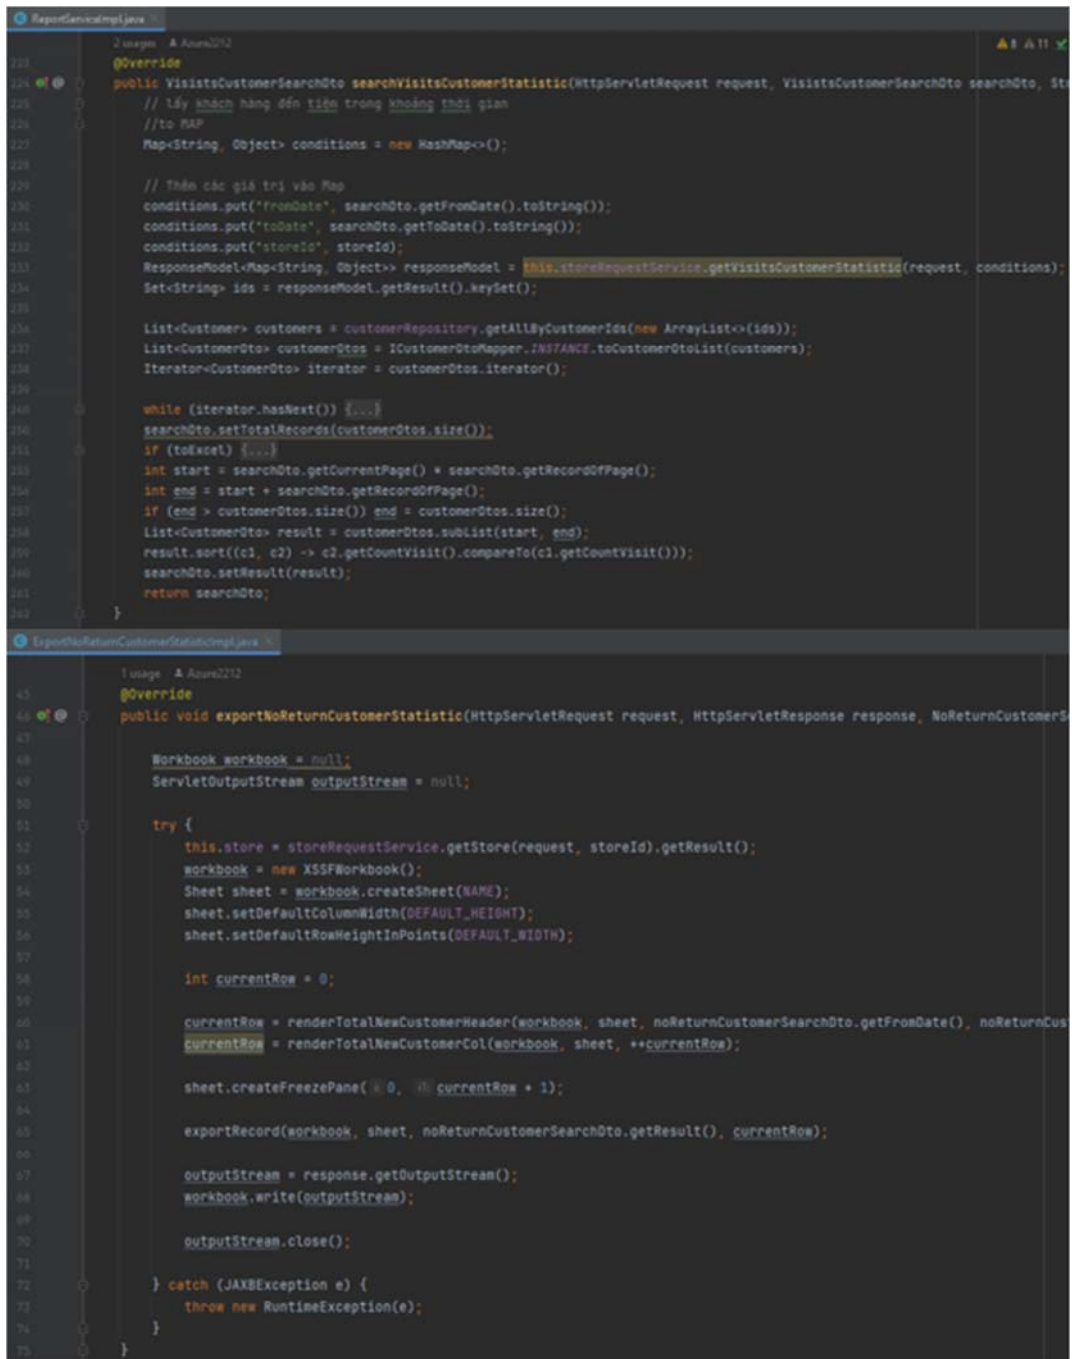 ReportServiceImpl.java
2 usages Azure2212
8 11
223 @Override
224 public VisistsCustomerSearchDto searchVisitsCustomerStatistic(HttpServletRequest request, VisistsCustomerSearchDto searchDto, St
225 // lấy khách hàng đến tiệm trong khoảng thời gian
226 //to MAP
227 Map<String, Object> conditions = new HashMap<>();
228
229 // Thêm các giá trị vào Map
230 conditions.put("fromDate", searchDto.getFromDate().toString());
231 conditions.put("toDate", searchDto.getToDate().toString());
232 conditions.put("storeId", storeId);
233 ResponseModel<Map<String, Object>> responseModel = this.storeRequestService.getVisitsCustomerStatistic(request, conditions);
234 Set<String> ids = responseModel.getResult().keySet();
235
236 List<Customer> customers = customerRepository.getAllByCustomerIds(new ArrayList<>(ids));
237 List<CustomerDto> customerDtos = ICustomerDtoMapper.INSTANCE.toCustomerDtoList(customers);
238 Iterator<CustomerDto> iterator = customerDtos.iterator();
239
240 while (iterator.hasNext()) {...}
250 searchDto.setTotalRecords(customerDtos.size());
251 if (toExcel) {...}
255 int start = searchDto.getCurrentPage() * searchDto.getRecordOfPage();
256 int end = start + searchDto.getRecordOfPage();
257 if (end > customerDtos.size()) end = customerDtos.size();
258 List<CustomerDto> result = customerDtos.subList(start, end);
259 result.sort((c1, c2) -> c2.getCountVisit().compareTo(c1.getCountVisit()));
260 searchDto.setResult(result);
261 return searchDto;
262 }
ExportNoReturnCustomerStatisticImpl.java
1 usage Azure2212
45 @Override
46 public void exportNoReturnCustomerStatistic(HttpServletRequest request, HttpServletResponse response, NoReturnCustomerSe
47
48 Workbook workbook = null;
49 ServletOutputStream outputStream = null;
50
51 try {
52 this.store = storeRequestService.getStore(request, storeId).getResult();
53 workbook = new XSSFWorkbook();
54 Sheet sheet = workbook.createSheet(NAME);
55 sheet.setDefaultColumnWidth(DEFAULT_HEIGHT);
56 sheet.setDefaultRowHeightInPoints(DEFAULT_WIDTH);
57
58 int currentRow = 0;
59
60 currentRow = renderTotalNewCustomerHeader(workbook, sheet, noReturnCustomerSearchDto.getFromDate(), noReturnCus
61 currentRow = renderTotalNewCustomerCol(workbook, sheet, ++currentRow);
62
63 sheet.createFreezePane( 0, currentRow + 1);
64
65 exportRecord(workbook, sheet, noReturnCustomerSearchDto.getResult(), currentRow);
66
67 outputStream = response.getOutputStream();
68 workbook.write(outputStream);
69
70 outputStream.close();
71
72 } catch (JAXBException e) {
73 throw new RuntimeException(e);
74 }
75 }